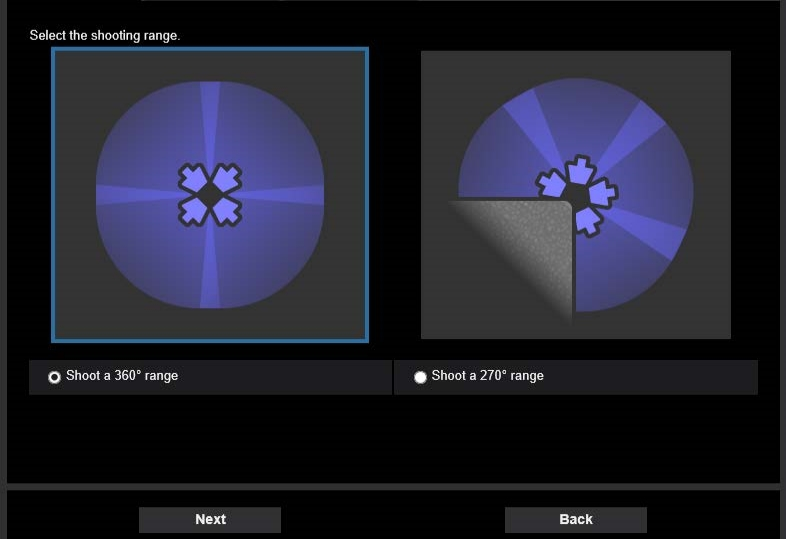 Select the shooting range.
Shoot a 360° range
Shoot a 270° range
Next
Back